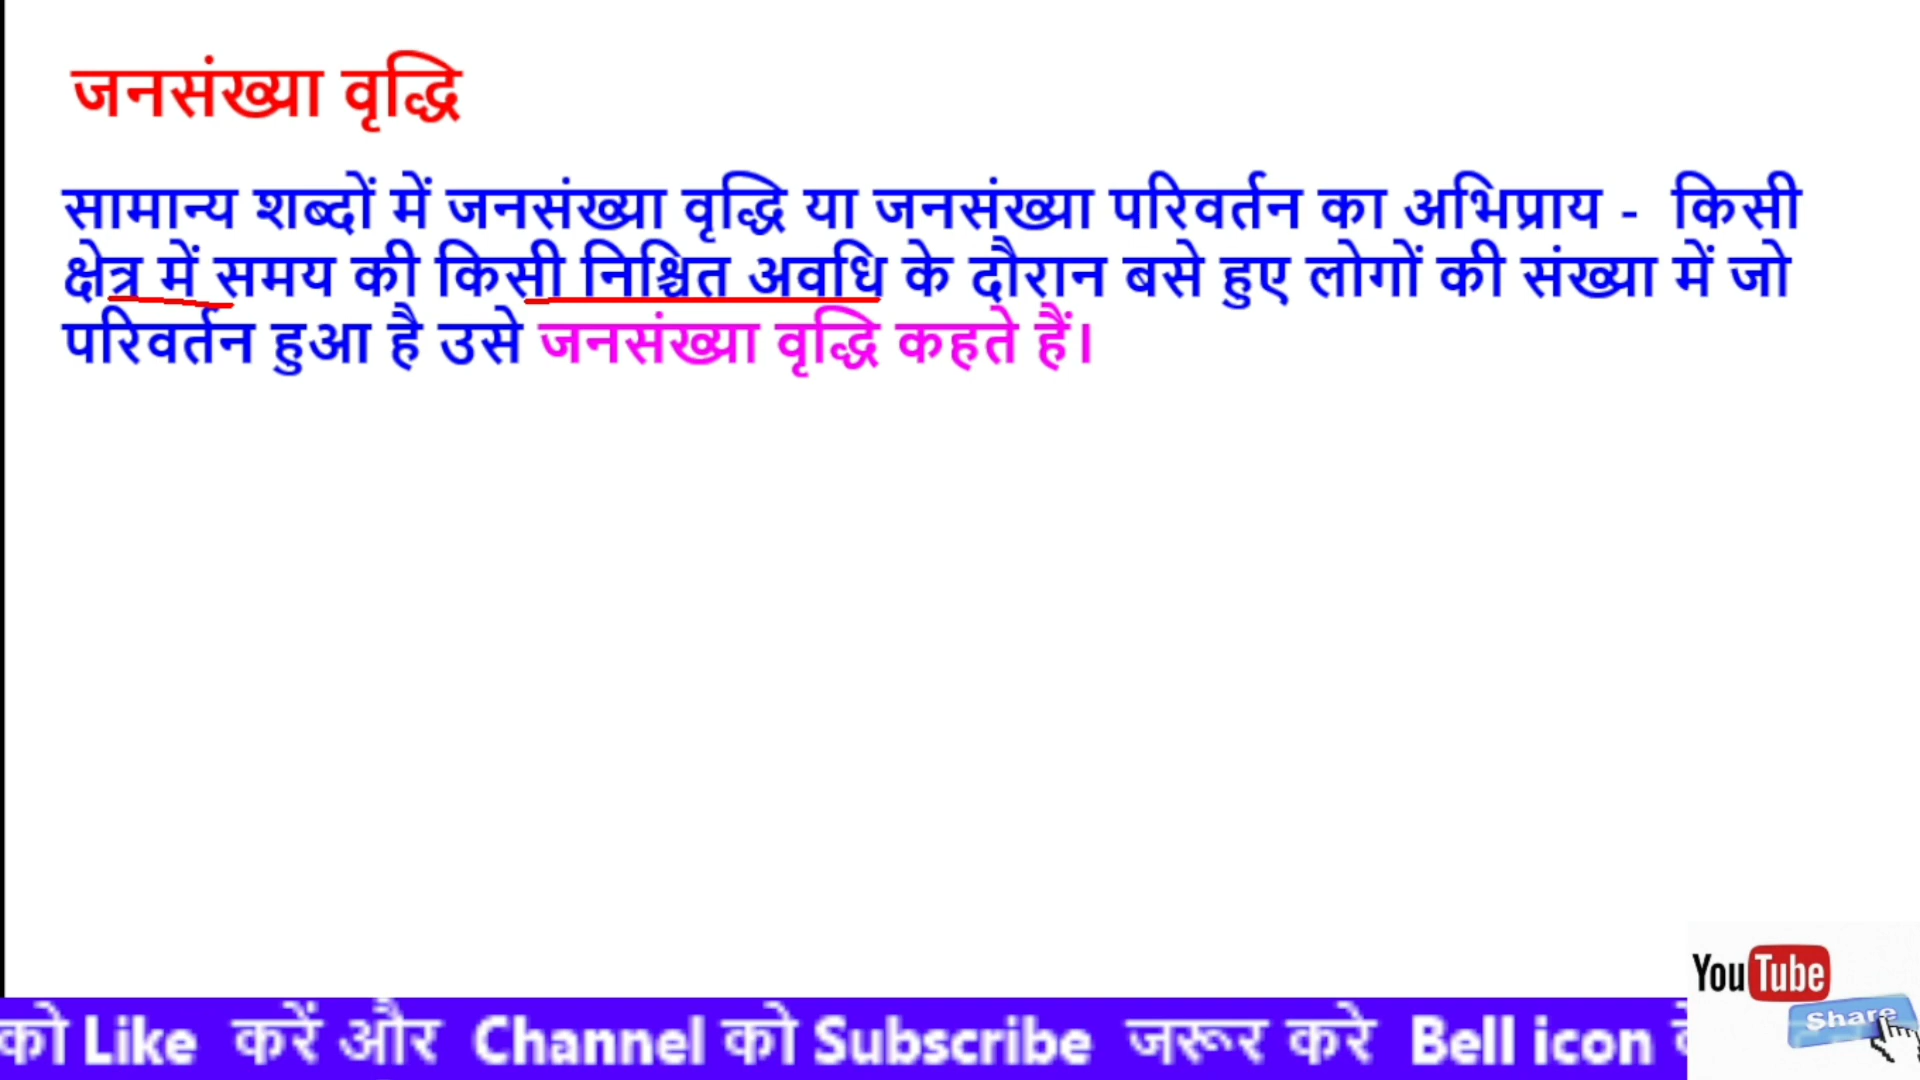 जनसंख्या वृद्धि
सामान्य शब्दों में जनसंख्या वृद्धि या जनसंख्या परिवर्तन का अभिप्राय - किसी
क्षेत्र में समय की किसी निश्चित अवधि के दौरान बसे हुए लोगों की संख्या में जो
परिवर्तन हुआ है उसे जनसंख्या वृद्धि कहते हैं।
YouTube
Share
को Like करें और Channel को Subscribe जरूर करे Bell icon